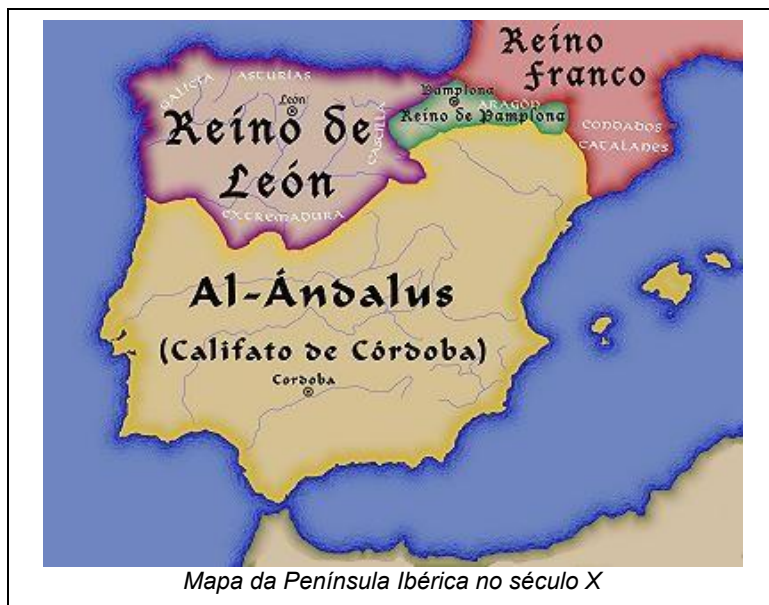 Reino
Franco
GALICIA
ASTURIAS
León
Reino de
León
CASTILLA
EXTREMADURA
Pamplona
ARAGÓN
Reino de Pamplona
CONDADOS
CATALANES
Al-Ándalus
(Califato de Córdoba)
Cordoba
Mapa da Península Ibérica no século X